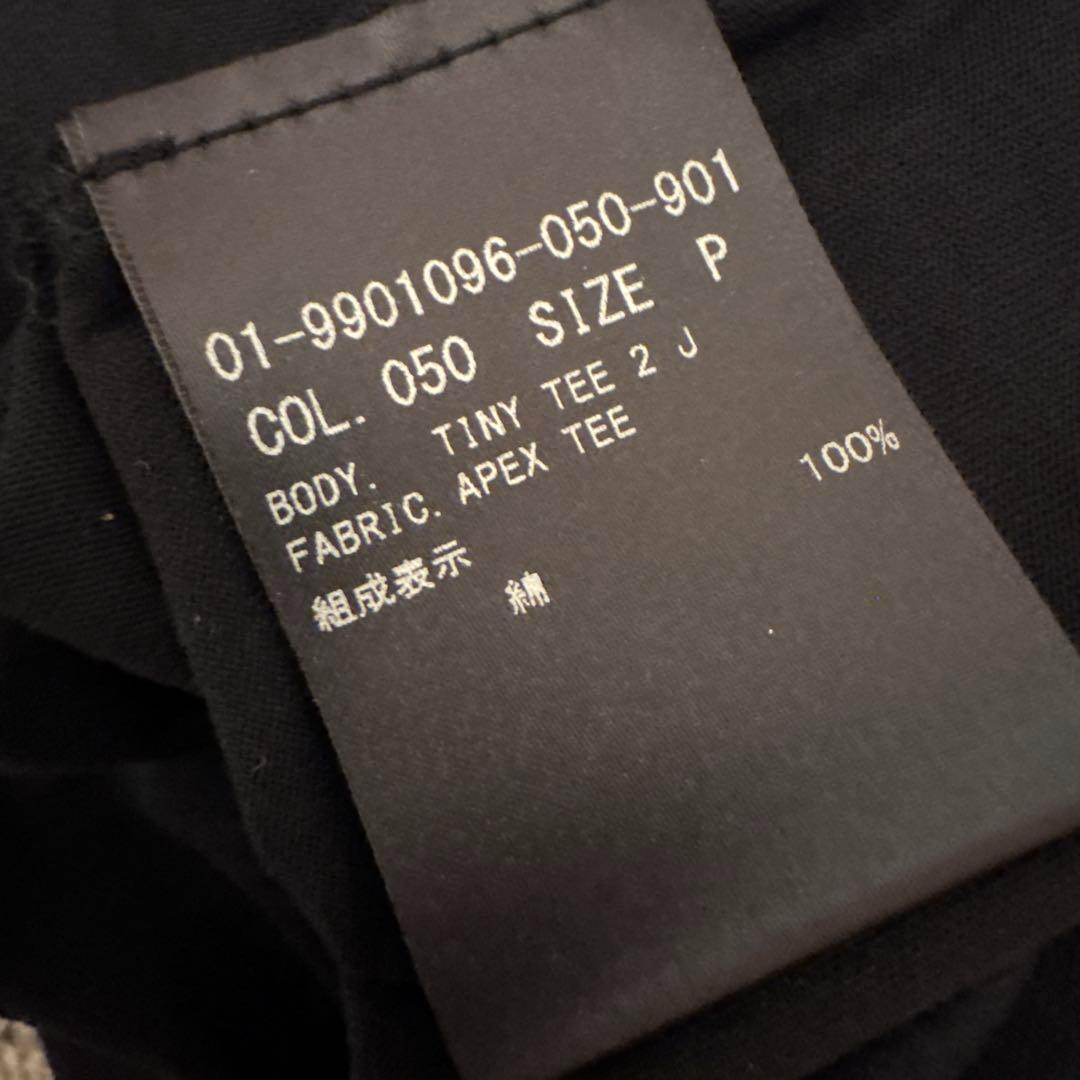 01-9901096-050-901
COL. 050 SIZE P
BODY. TINY TEE 2 J
FABRIC. APEX TEE
組成表示
綿 100%